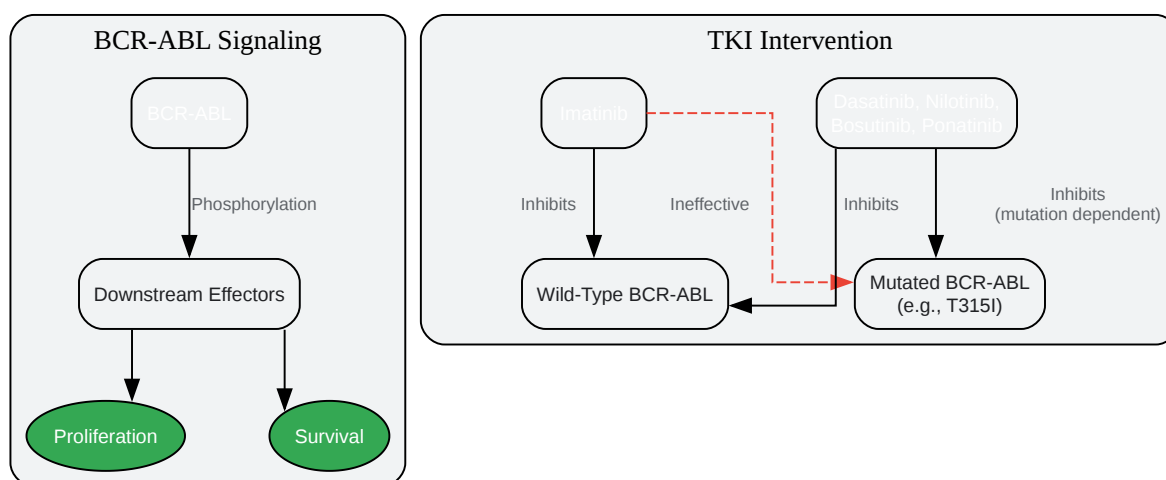 BCR-ABL Signaling
BCR-ABL
Phosphorylation
Downstream Effectors
Proliferation
Survival
TKI Intervention
Imatinib
Dasatinib, Nilotinib,
Bosutinib, Ponatinib
Inhibits
Ineffective
Inhibits
Inhibits
(mutation dependent)
Wild-Type BCR-ABL
Mutated BCR-ABL
(e.g., T315I)